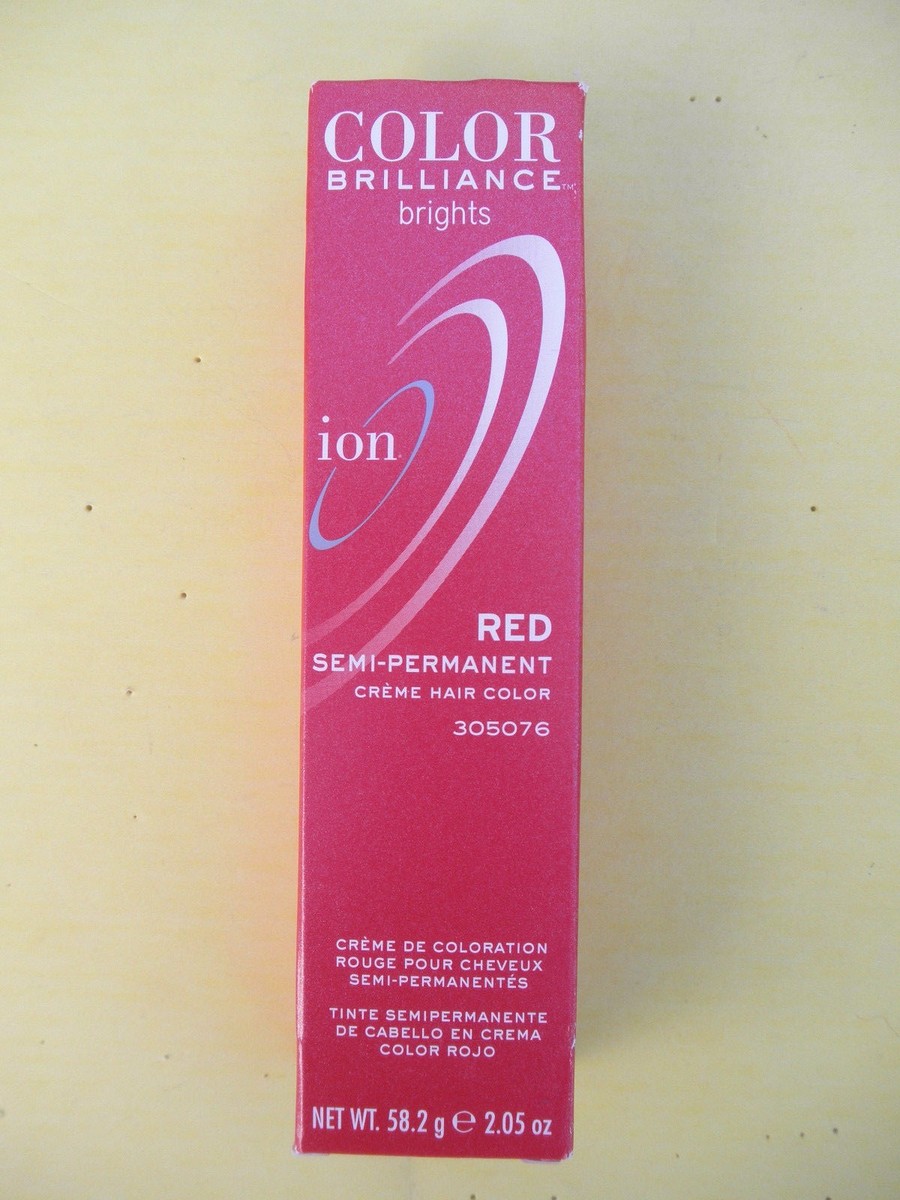 COLOR
BRILLIANCE™
brights
ion®
RED
SEMI-PERMANENT
CRÈME HAIR COLOR
305076
CRÈME DE COLORATION
ROUGE POUR CHEVEUX
SEMI-PERMANENTÉS
TINTE SEMIPERMANENTE
DE CABELLO EN CREMA
COLOR ROJO
NET WT. 58.2 g ℮ 2.05 oz